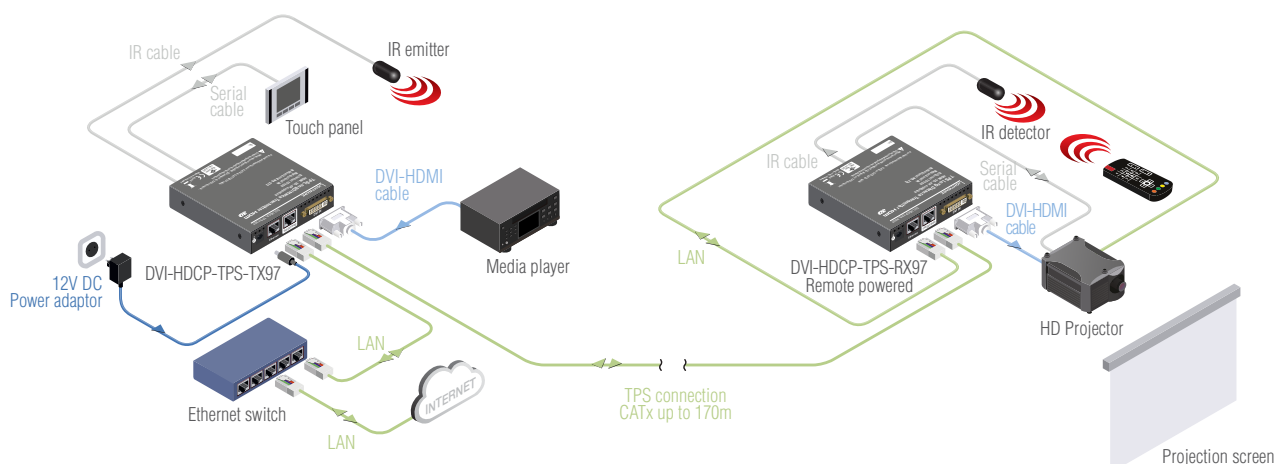 IR cable
IR emitter
Serial
cable
Touch panel
DVI-HDMI
cable
Media player
12V DC
Power adaptor
DVI-HDCP-TPS-TX97
LAN
Ethernet switch
INTERNET
LAN
TPS connection
CATx up to 170m
LAN
IR cable
IR detector
Serial
cable
DVI-HDMI
cable
DVI-HDCP-TPS-RX97
Remote powered
HD Projector
Projection screen